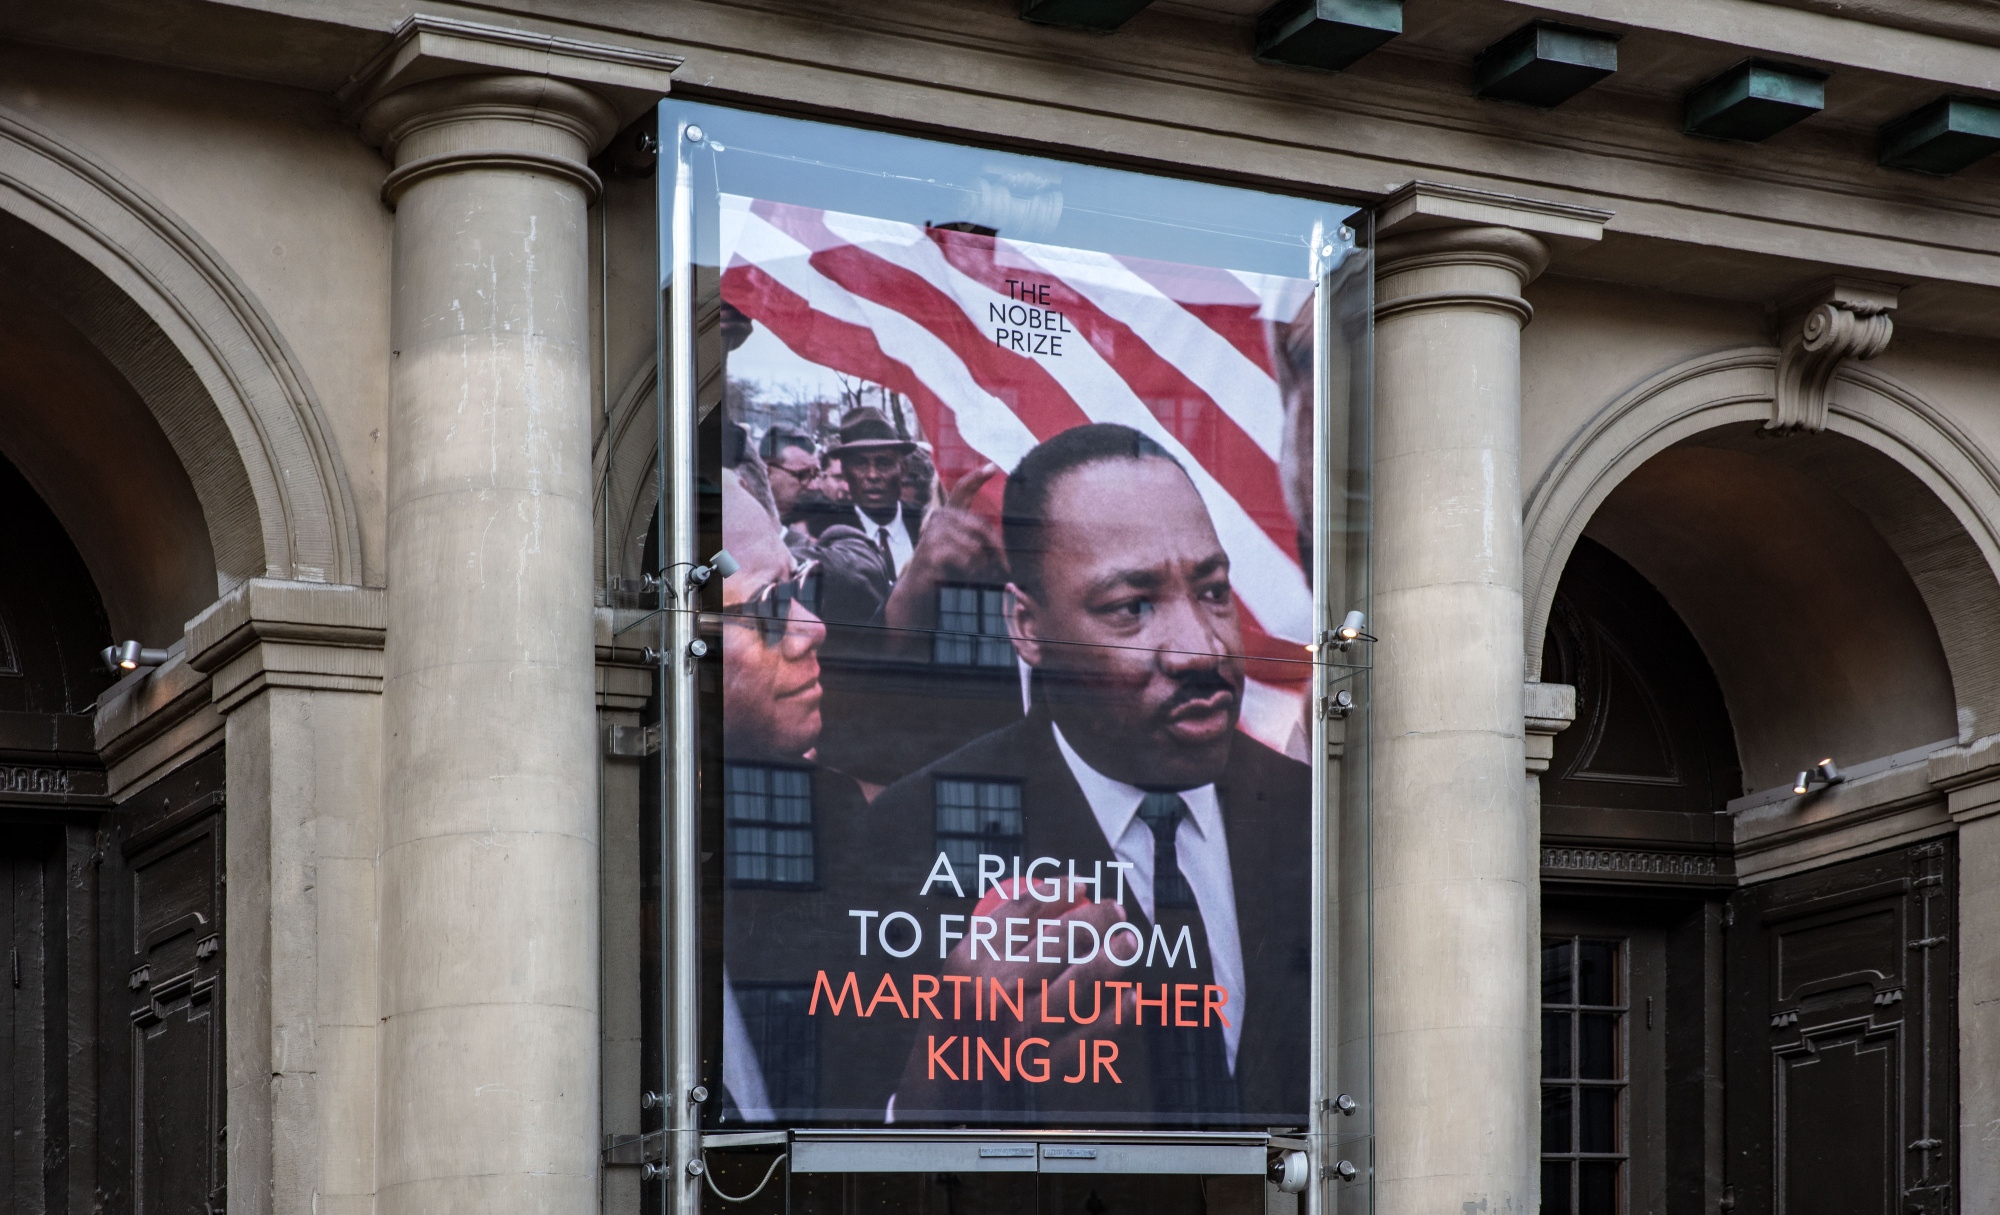 THE
NOBEL
PRIZE
A RIGHT
TO FREEDOM
MARTIN LUTHER
KING JR